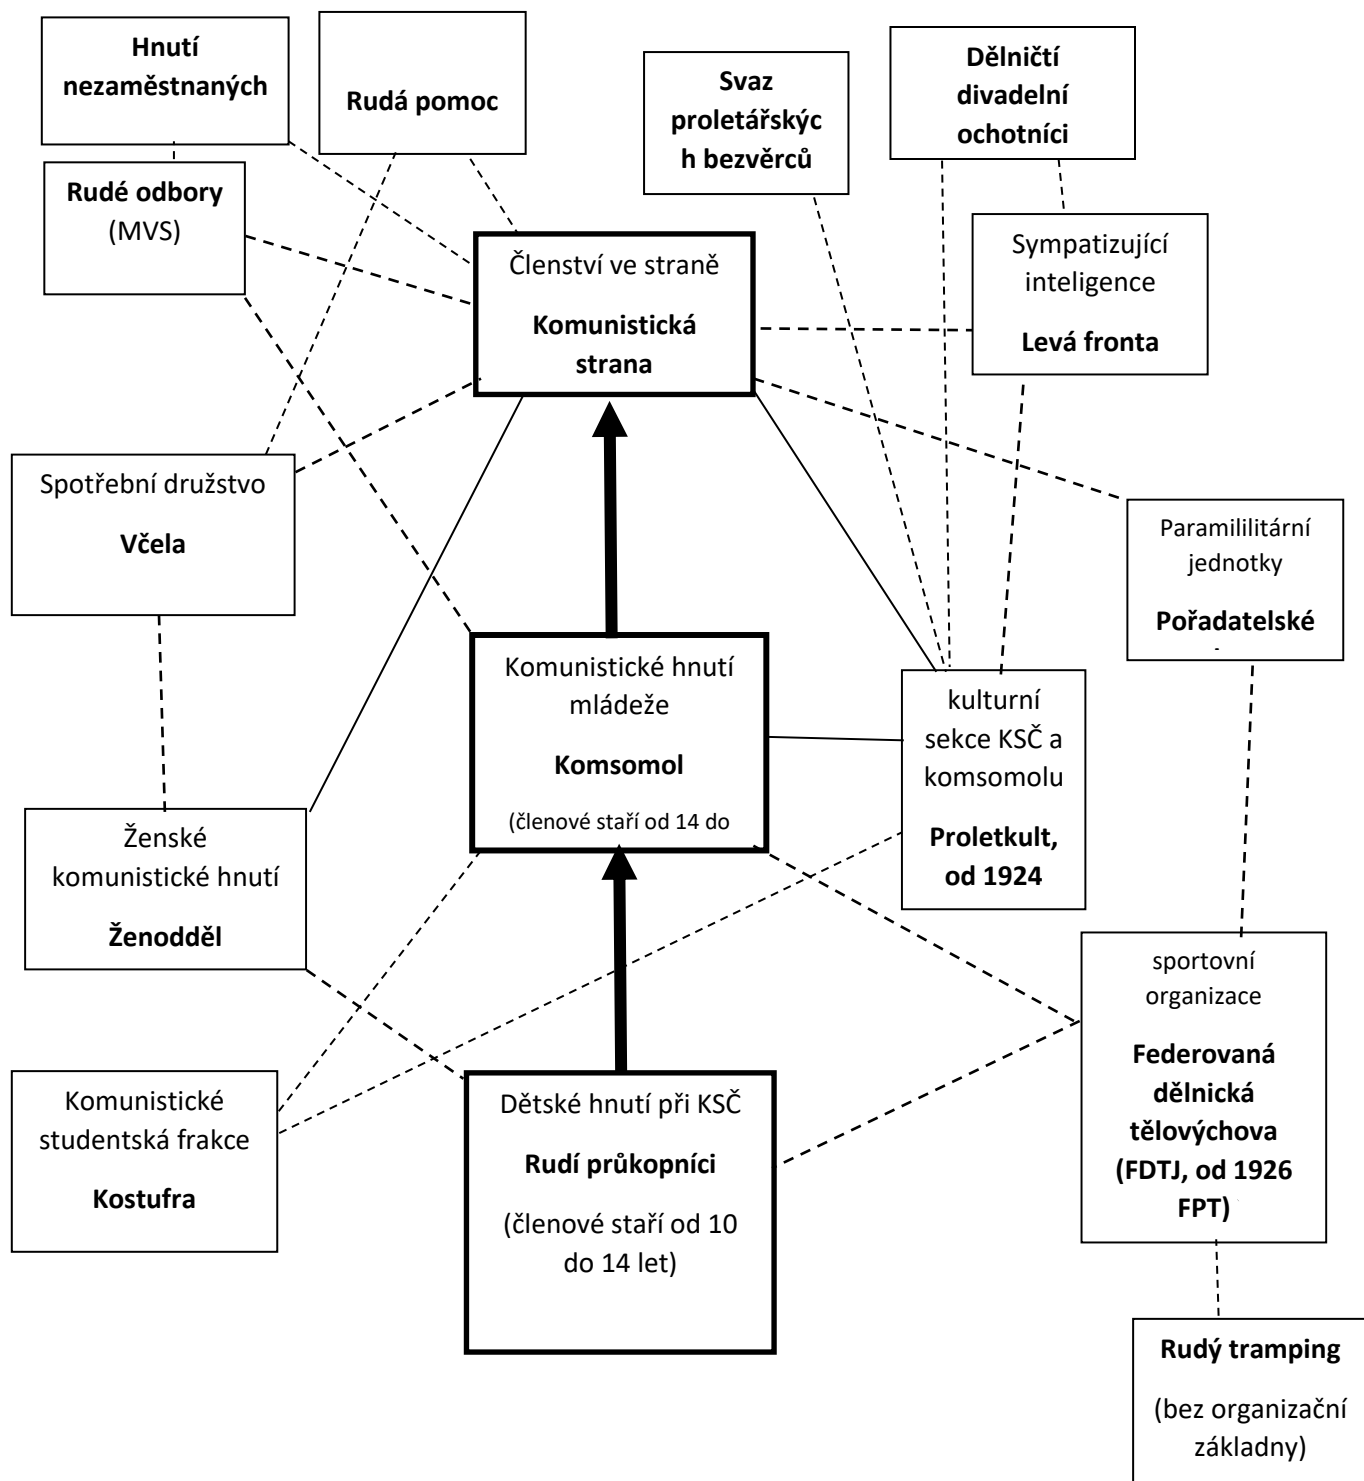 Hnutí
nezaměstnaných
Rudá pomoc
Svaz
proletářskýc
h bezvěrců
Dělničtí
divadelní
ochotníci
Rudé odbory
(MVS)
Členství ve straně
Komunistická
strana
Sympatizující
inteligence
Levá fronta
Spotřební družstvo
Včela
Paramililitární
jednotky
Pořadatelské
Komunistické hnutí
mládeže
Komsomol
(členové staří od 14 do
kulturní
sekce KSČ a
komsomolu
Proletkult,
od 1924
Ženské
komunistické hnutí
Ženodděl
sportovní
organizace
Federovaná
dělnická
tělovýchova
(FDTJ, od 1926
FPT)
Komunistické
studentská frakce
Kostufra
Dětské hnutí při KSČ
Rudí průkopníci
(členové staří od 10
do 14 let)
Rudý tramping
(bez organizační
základny)